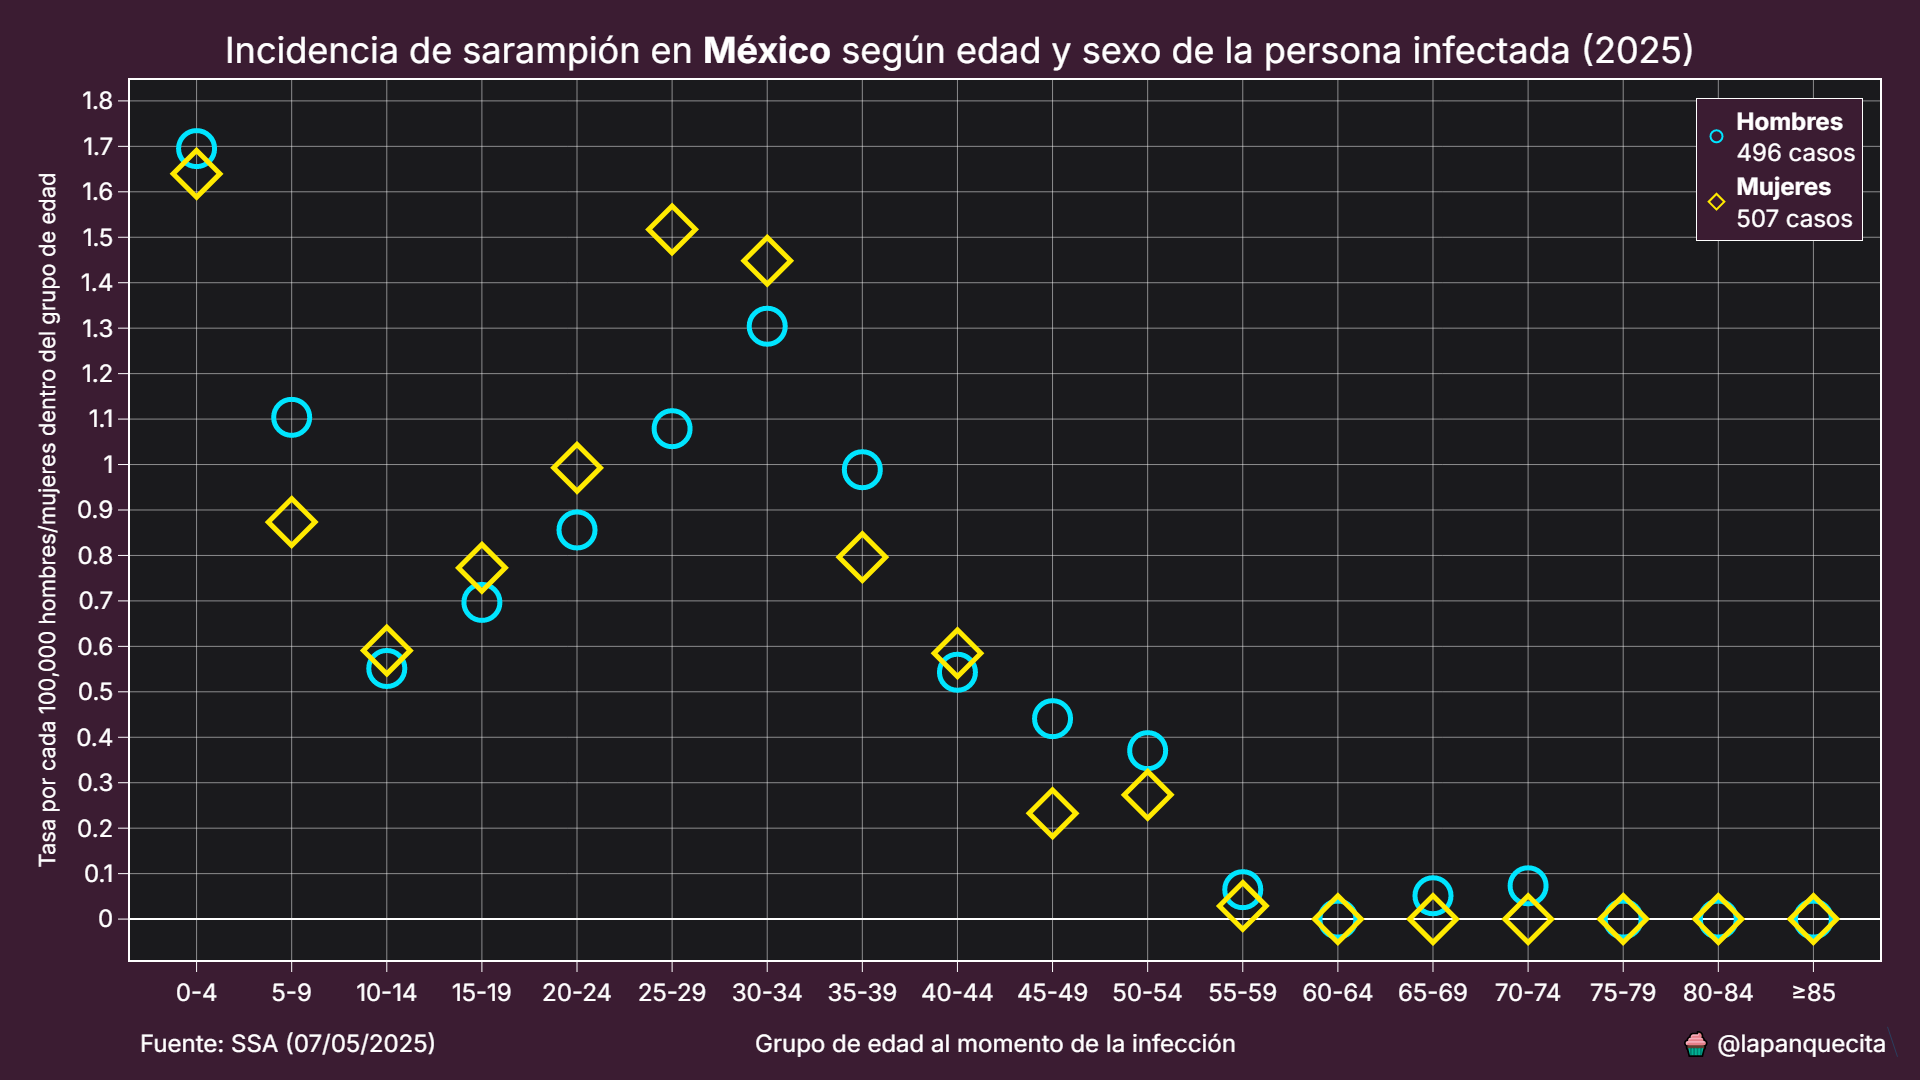 Incidencia de sarampión en México según edad y sexo de la persona infectada (2025)
Tasa por cada 100,000 hombres/mujeres dentro del grupo de edad
1.8
1.7
1.6
1.5
1.4
1.3
1.2
1.1
1
0.9
0.8
0.7
0.6
0.5
0.4
0.3
0.2
0.1
0
Hombres
496 casos
Mujeres
507 casos
0-4 5-9 10-14 15-19 20-24 25-29 30-34 35-39 40-44 45-49 50-54 55-59 60-64 65-69 70-74 75-79 80-84 ≥85
Fuente: SSA (07/05/2025) Grupo de edad al momento de la infección @lapanquecita